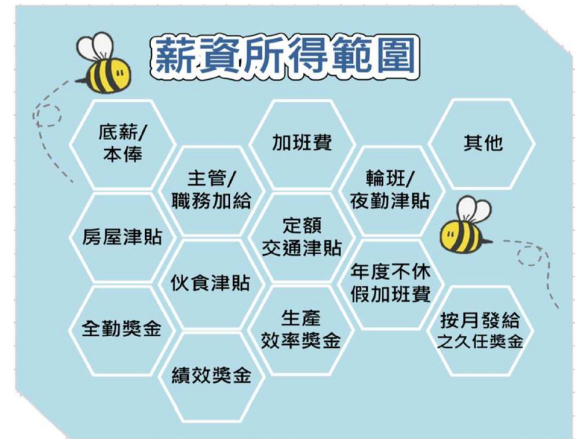 薪資所得範圍
底薪/
本俸
加班費
其他
主管/
職務加給
輪班/
夜勤津貼
房屋津貼
定額
交通津貼
伙食津貼
年度不休
假加班費
全勤獎金
生產
效率獎金
按月發給
之久任獎金
績效獎金